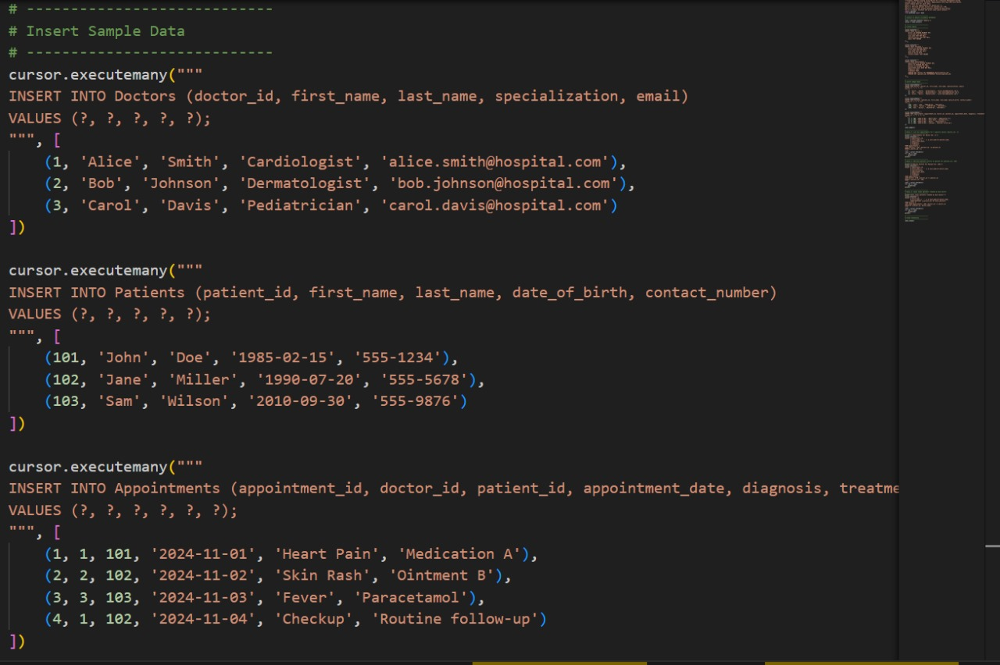 # ----------------------------
# Insert Sample Data
# ----------------------------
cursor.executemany("""
INSERT INTO Doctors (doctor_id, first_name, last_name, specialization, email)
VALUES (?, ?, ?, ?, ?);
""", [
    (1, 'Alice', 'Smith', 'Cardiologist', 'alice.smith@hospital.com'),
    (2, 'Bob', 'Johnson', 'Dermatologist', 'bob.johnson@hospital.com'),
    (3, 'Carol', 'Davis', 'Pediatrician', 'carol.davis@hospital.com')
])

cursor.executemany("""
INSERT INTO Patients (patient_id, first_name, last_name, date_of_birth, contact_number)
VALUES (?, ?, ?, ?, ?);
""", [
    (101, 'John', 'Doe', '1985-02-15', '555-1234'),
    (102, 'Jane', 'Miller', '1990-07-20', '555-5678'),
    (103, 'Sam', 'Wilson', '2010-09-30', '555-9876')
])

cursor.executemany("""
INSERT INTO Appointments (appointment_id, doctor_id, patient_id, appointment_date, diagnosis, treatme
VALUES (?, ?, ?, ?, ?, ?);
""", [
    (1, 1, 101, '2024-11-01', 'Heart Pain', 'Medication A'),
    (2, 2, 102, '2024-11-02', 'Skin Rash', 'Ointment B'),
    (3, 3, 103, '2024-11-03', 'Fever', 'Paracetamol'),
    (4, 1, 102, '2024-11-04', 'Checkup', 'Routine follow-up')
])